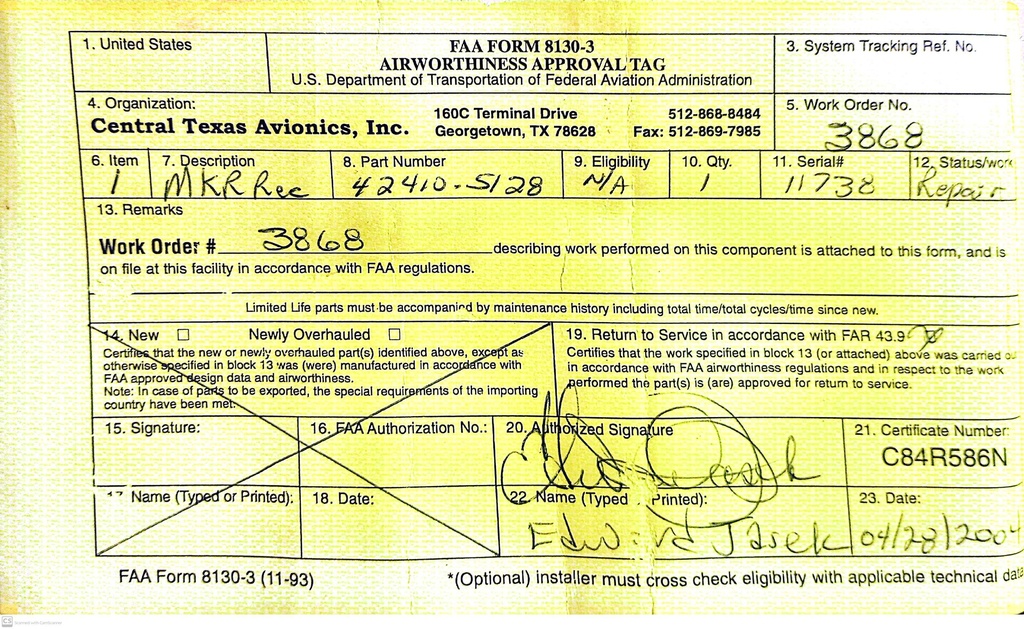 1. United States
FAA FORM 8130-3
AIRWORTHINESS APPROVAL TAG
U.S. Department of Transportation of Federal Aviation Administration
3. System Tracking Ref. No.
4. Organization:
Central Texas Avionics, Inc.
160C Terminal Drive
Georgetown, TX 78628
512-868-8484
Fax: 512-869-7985
5. Work Order No.
3868
6. Item
1
7. Description
MKR Rec
8. Part Number
42410-5128
9. Eligibility
N/A
10. Qty.
1
11. Serial#
11738
12. Status/work
Repair
13. Remarks
Work Order # 3868 describing work performed on this component is attached to this form, and is
on file at this facility in accordance with FAA regulations.
Limited Life parts must be accompanied by maintenance history including total time/total cycles/time since new.
14. New ☐ Newly Overhauled ☐
Certifies that the new or newly overhauled part(s) identified above, except as
otherwise specified in block 13 was (were) manufactured in accordance with
FAA approved design data and airworthiness.
Note: In case of parts to be exported, the special requirements of the importing
country have been met.
19. Return to Service in accordance with FAR 43.9
Certifies that the work specified in block 13 (or attached) above was carried
in accordance with FAA airworthiness regulations and in respect to the work
performed the part(s) is (are) approved for return to service.
15. Signature:
16. FAA Authorization No.:
20. Authorized Signature
21. Certificate Number:
C84R586N
17 Name (Typed or Printed):
18. Date:
22. Name (Typed Printed):
Edward Jasek
23. Date:
04/28/2004
FAA Form 8130-3 (11-93)
*(Optional) installer must cross check eligibility with applicable technical data
CS Scanned with CamScanner